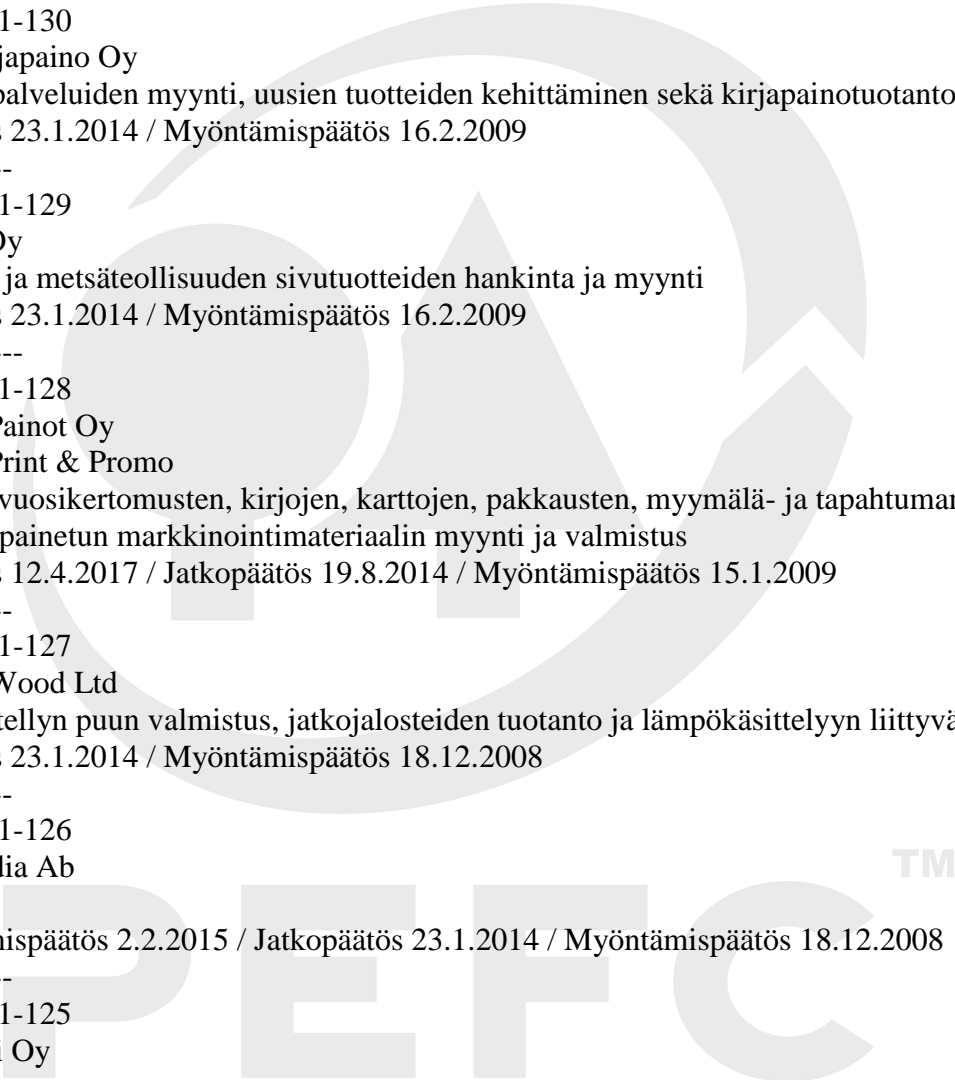 1-130
japaino Oy
palveluiden myynti, uusien tuotteiden kehittäminen sekä kirjapainotuotanto
s 23.1.2014 / Myöntämispäätös 16.2.2009
--
1-129
Oy
ja metsäteollisuuden sivutuotteiden hankinta ja myynti
s 23.1.2014 / Myöntämispäätös 16.2.2009
---
1-128
Painot Oy
Print & Promo
vuosikertomusten, kirjojen, karttojen, pakkausten, myymälä- ja tapahtumam
painetun markkinointimateriaalin myynti ja valmistus
s 12.4.2017 / Jatkopäätös 19.8.2014 / Myöntämispäätös 15.1.2009
--
1-127
Wood Ltd
tellyn puun valmistus, jatkojalosteiden tuotanto ja lämpökäsittelyyn liittyvä
s 23.1.2014 / Myöntämispäätös 18.12.2008
--
1-126
dia Ab
mispäätös 2.2.2015 / Jatkopäätös 23.1.2014 / Myöntämispäätös 18.12.2008
--
1-125
i Oy
PEFC TM